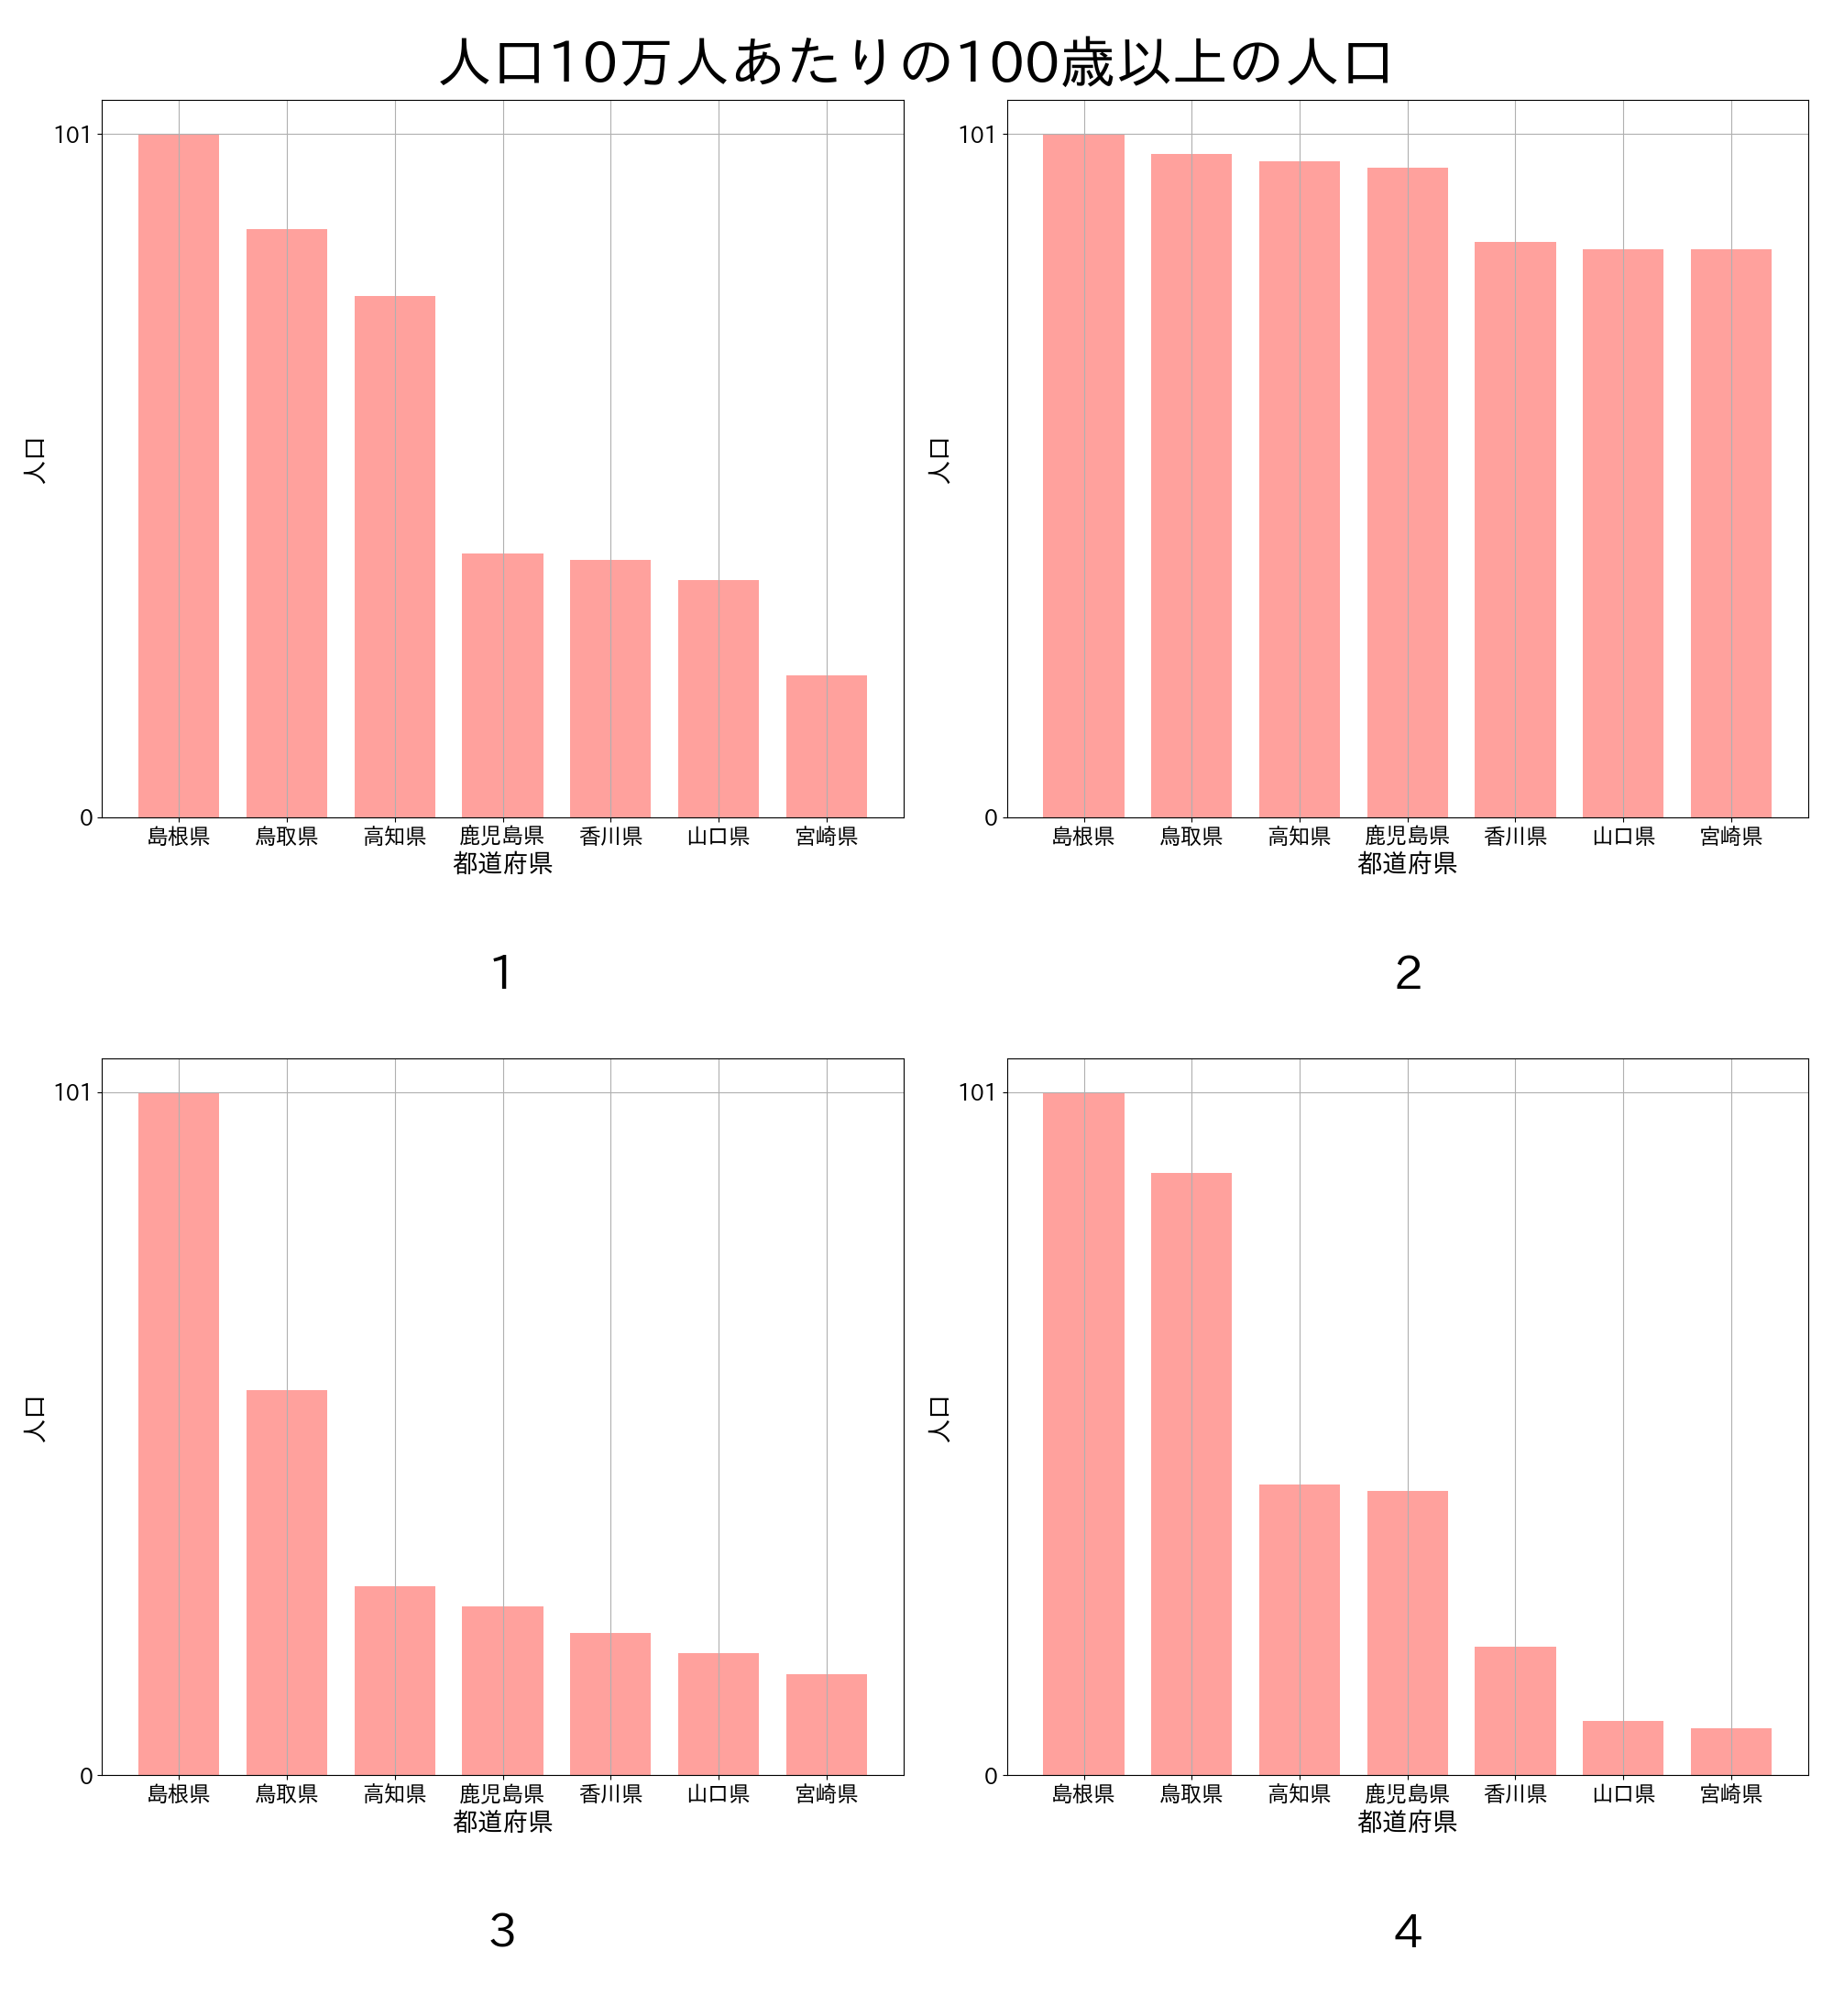 人口10万人あたりの100歳以上の人口
101
0
人口
島根県 鳥取県 高知県 鹿児島県 香川県 山口県 宮崎県
都道府県
1
101
0
人口
島根県 鳥取県 高知県 鹿児島県 香川県 山口県 宮崎県
都道府県
2
101
0
人口
島根県 鳥取県 高知県 鹿児島県 香川県 山口県 宮崎県
都道府県
3
101
0
人口
島根県 鳥取県 高知県 鹿児島県 香川県 山口県 宮崎県
都道府県
4